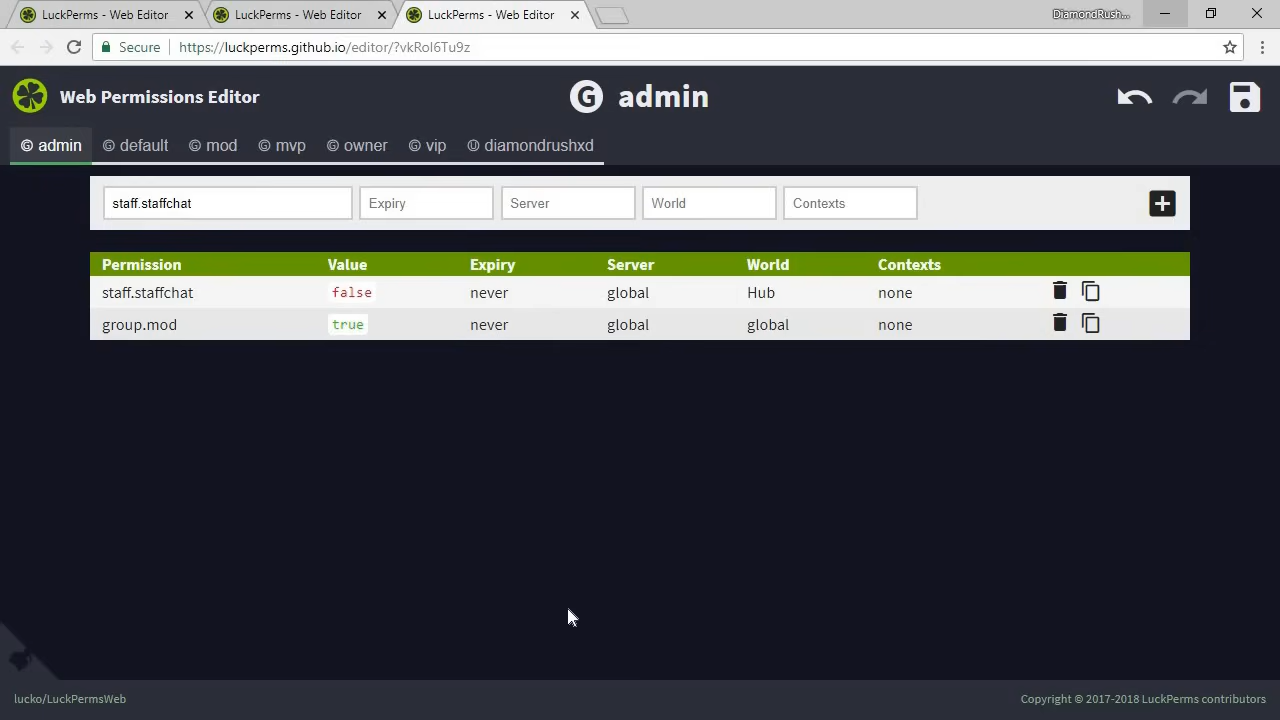 LuckPerms - Web Editor LuckPerms - Web Editor LuckPerms - Web Editor DiamondRush...
Secure https://luckperms.github.io/editor/?vkRol6Tu9z
Web Permissions Editor G admin
G admin G default G mod G mvp G owner G vip U diamondrushxd
staff.staffchat Expiry Server World Contexts
Permission Value Expiry Server World Contexts
staff.staffchat false never global Hub none
group.mod true never global global none
lucko/LuckPermsWeb Copyright © 2017-2018 LuckPerms contributors